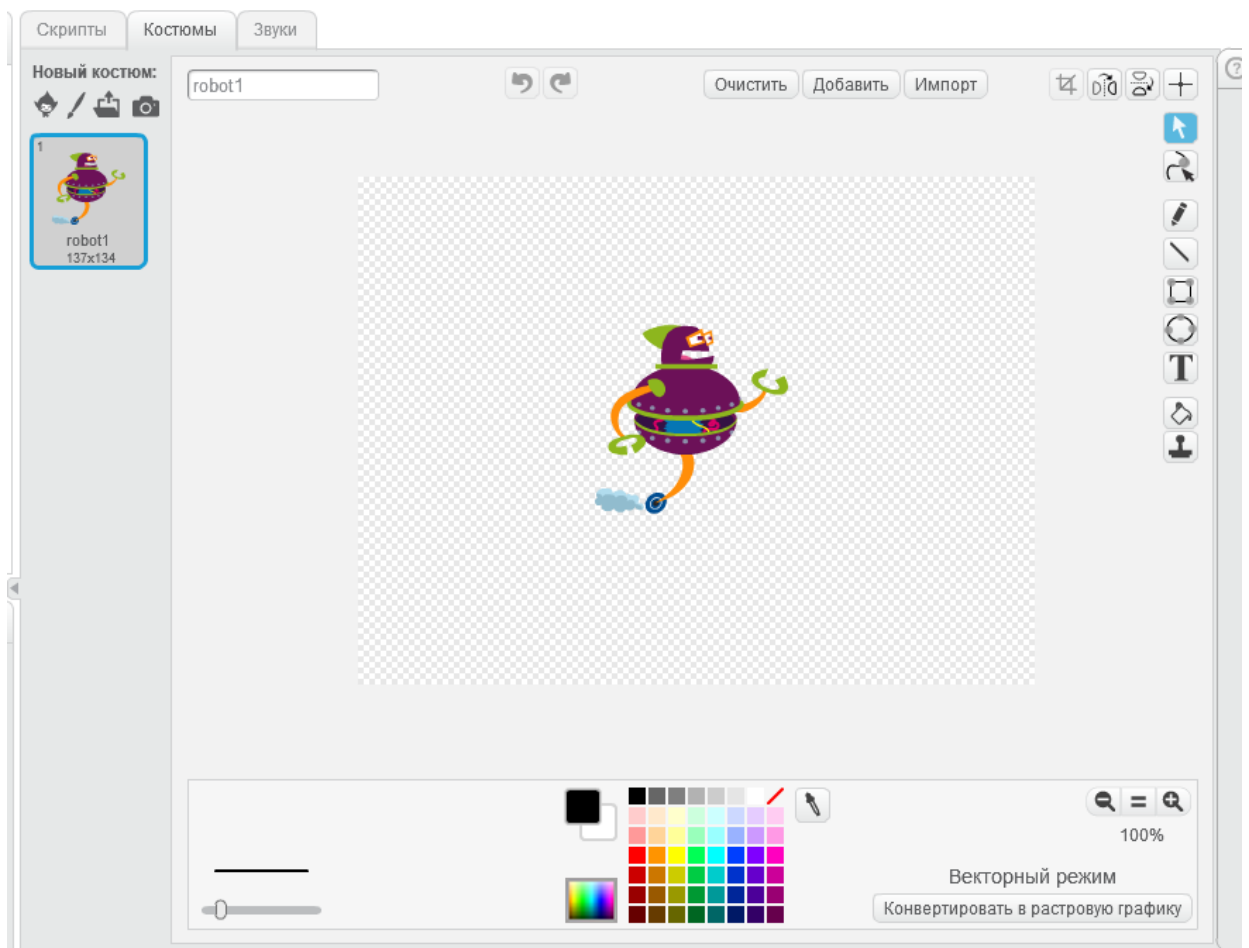 Скрипты
Костюмы
Звуки
Новый костюм:
1
robot1
137x134
robot1
Очистить
Добавить
Импорт
T
100%
Векторный режим
Конвертировать в растровую графику